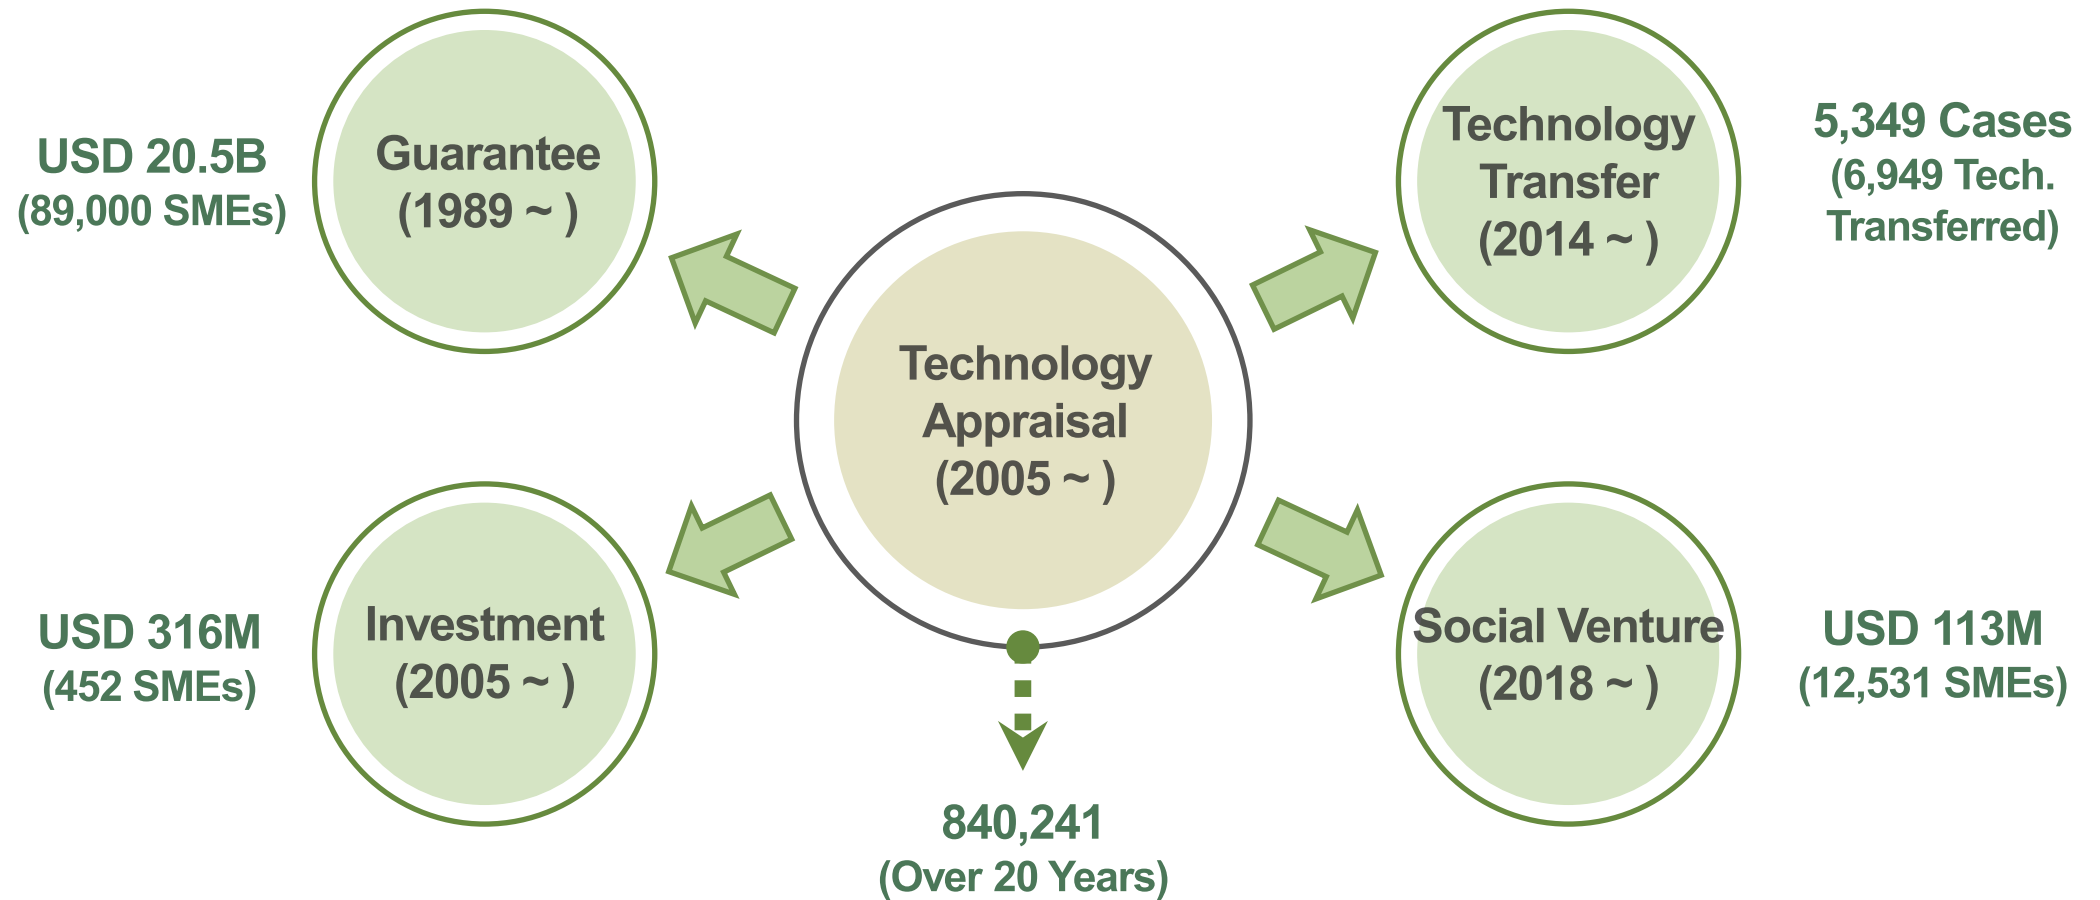 USD 20.5B
(89,000 SMEs)
Guarantee
(1989 ~ )
Technology
Transfer
(2014 ~ )
5,349 Cases
(6,949 Tech.
Transferred)
Technology
Appraisal
(2005 ~ )
USD 316M
(452 SMEs)
Investment
(2005 ~ )
Social Venture
(2018 ~ )
USD 113M
(12,531 SMEs)
840,241
(Over 20 Years)